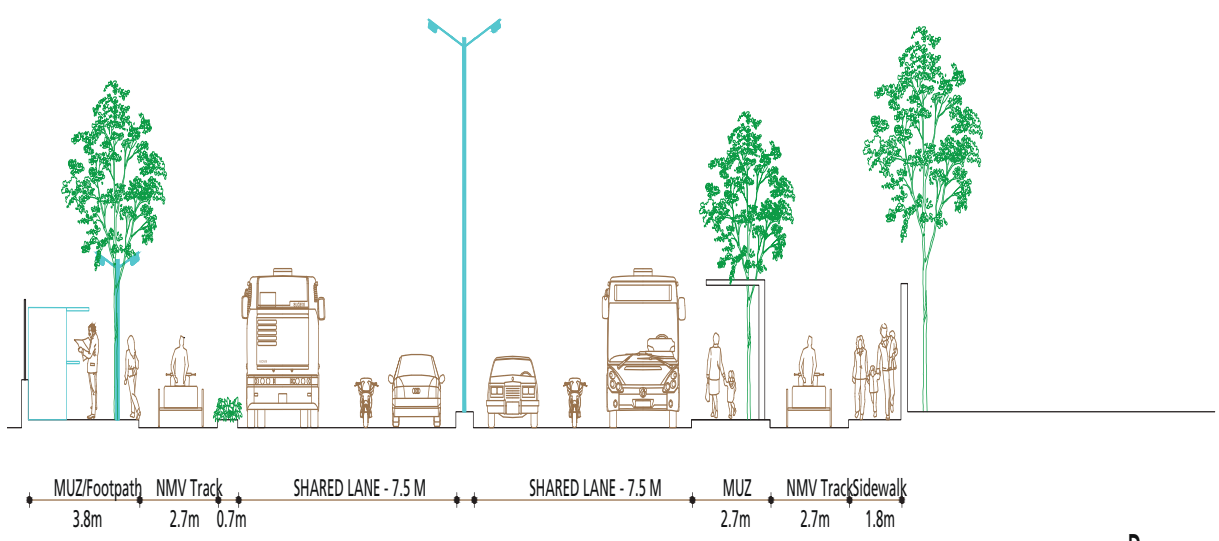 MUZ/Footpath NMV Track SHARED LANE - 7.5 M SHARED LANE - 7.5 M MUZ NMV Track Sidewalk
3.8m 2.7m 0.7m 2.7m 2.7m 1.8m